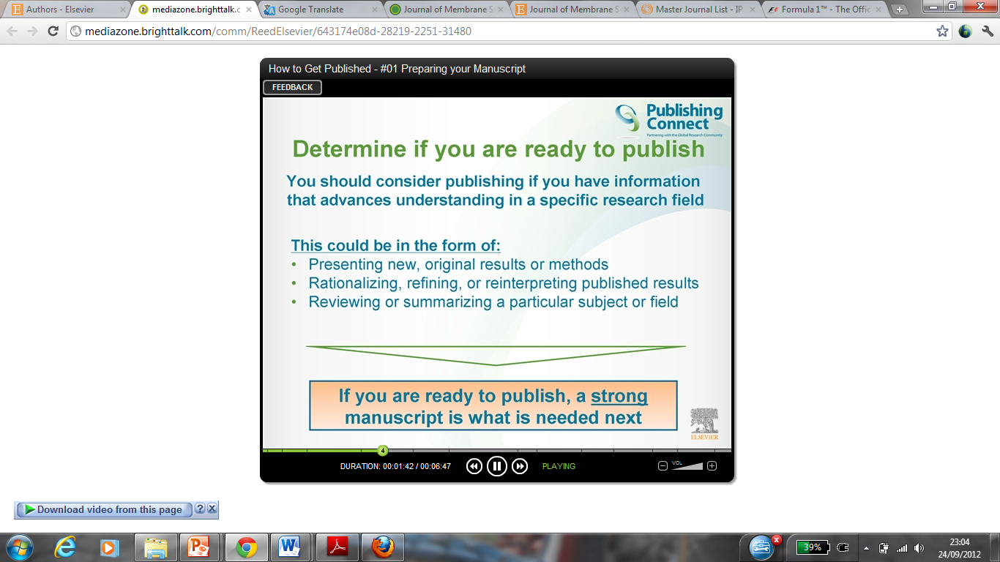 Authors - Elsevier
mediazone.brighttalk.c
Google Translate
Journal of Membrane S
Journal of Membrane S
Master Journal List - IP
Formula 1™ - The Offic
mediazone.brighttalk.com/comm/ReedElsevier/643174e08d-28219-2251-31480
How to Get Published - #01 Preparing your Manuscript
FEEDBACK
Publishing
Connect
Partnering with the Global Research Community
Determine if you are ready to publish
You should consider publishing if you have information
that advances understanding in a specific research field
This could be in the form of:
• Presenting new, original results or methods
• Rationalizing, refining, or reinterpreting published results
• Reviewing or summarizing a particular subject or field
If you are ready to publish, a strong
manuscript is what is needed next
ELSEVIER
4
DURATION: 00:01:42 / 00:06:47
PLAYING
VOL
Download video from this page
39%
23:04
24/09/2012